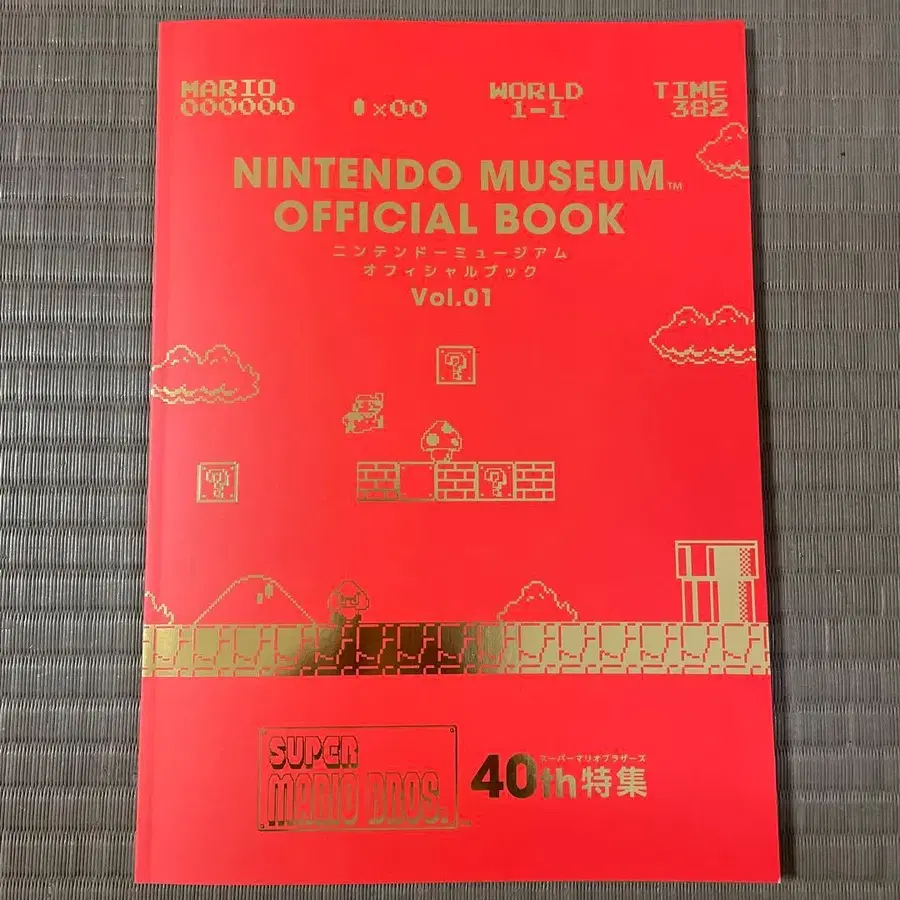 MARIO
000000
×00
WORLD
1-1
TIME
382
NINTENDO MUSEUM™
OFFICIAL BOOK
ニンテンドーミュージアム
オフィシャルブック
Vol.01
?
?
?
SUPER
MARIO BROS.
スーパーマリオブラザーズ
40th特集